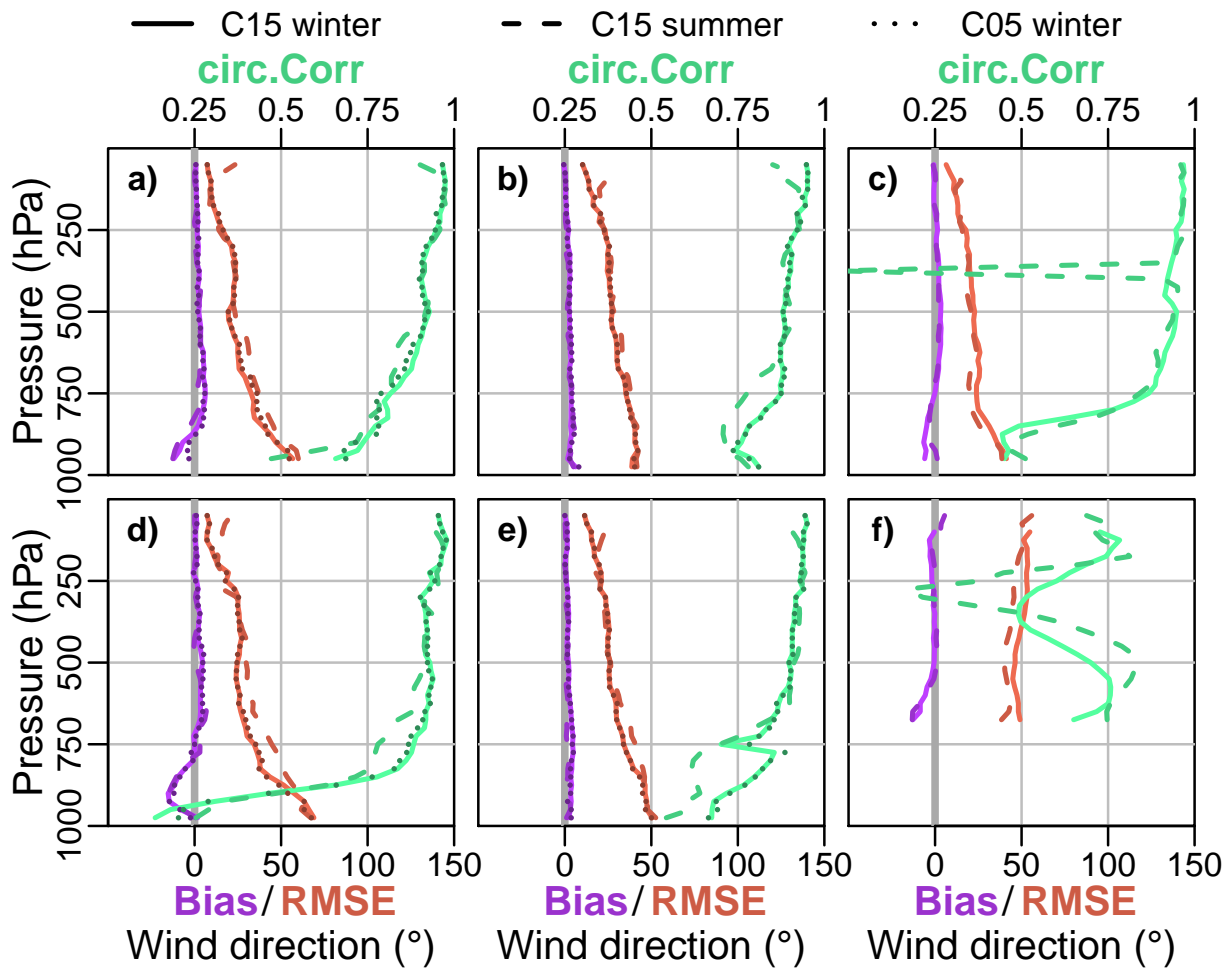 C15 winter C15 summer C05 winter
circ.Corr circ.Corr circ.Corr
0.25 0.5 0.75 1 0.25 0.5 0.75 1 0.25 0.5 0.75 1
a) b) c)
Pressure (hPa)
250
500
750
1000
d) e) f)
Pressure (hPa)
250
500
750
1000
0 50 100 150 0 50 100 150 0 50 100 150
Bias/RMSE Bias/RMSE Bias/RMSE
Wind direction (°) Wind direction (°) Wind direction (°)